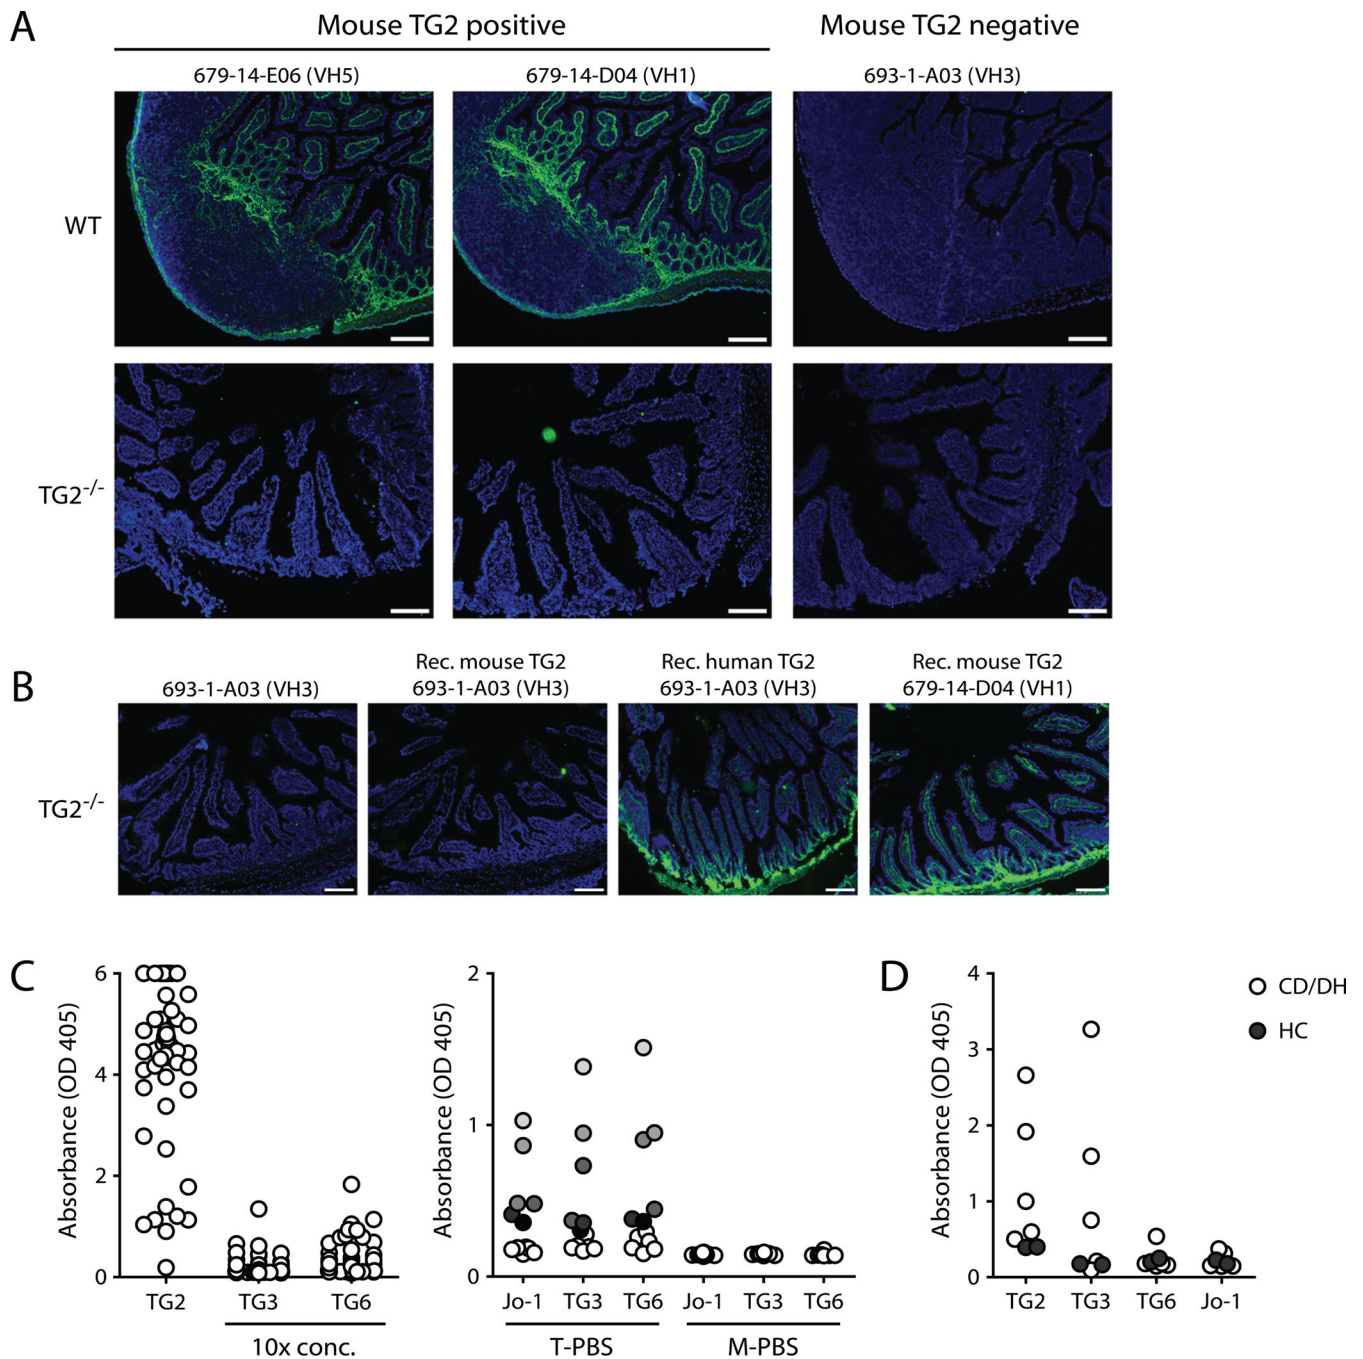 A
Mouse TG2 positive
Mouse TG2 negative
679-14-E06 (VH5)
679-14-D04 (VH1)
693-1-A03 (VH3)
WT
TG2-/-
B
693-1-A03 (VH3)
Rec. mouse TG2
693-1-A03 (VH3)
Rec. human TG2
693-1-A03 (VH3)
Rec. mouse TG2
679-14-D04 (VH1)
TG2-/-
C
Absorbance (OD 405)
6
4
2
0
TG2
TG3
TG6
10x conc.
Absorbance (OD 405)
2
1
0
Jo-1
TG3
TG6
Jo-1
TG3
TG6
T-PBS
M-PBS
D
Absorbance (OD 405)
4
3
2
1
0
TG2
TG3
TG6
Jo-1
CD/DH
HC